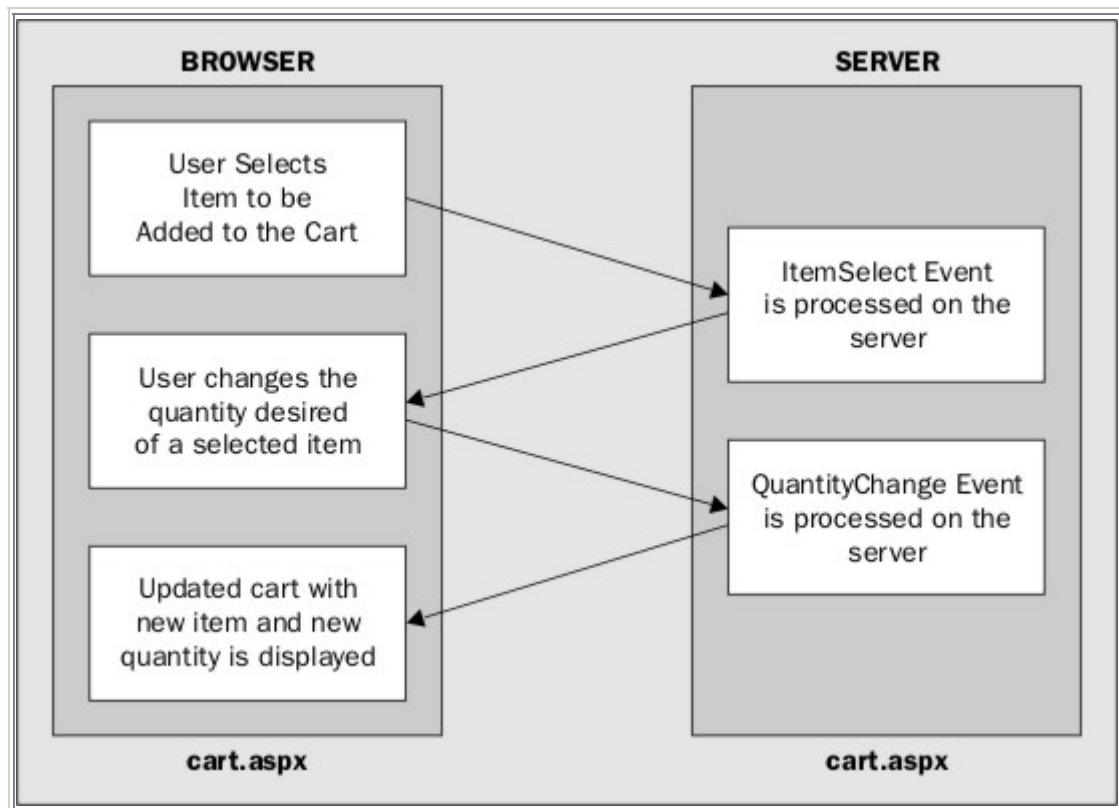 BROWSER
User Selects
Item to be
Added to the Cart
User changes the
quantity desired
of a selected item
Updated cart with
new item and new
quantity is displayed
cart.aspx
SERVER
ItemSelect Event
is processed on the
server
QuantityChange Event
is processed on the
server
cart.aspx